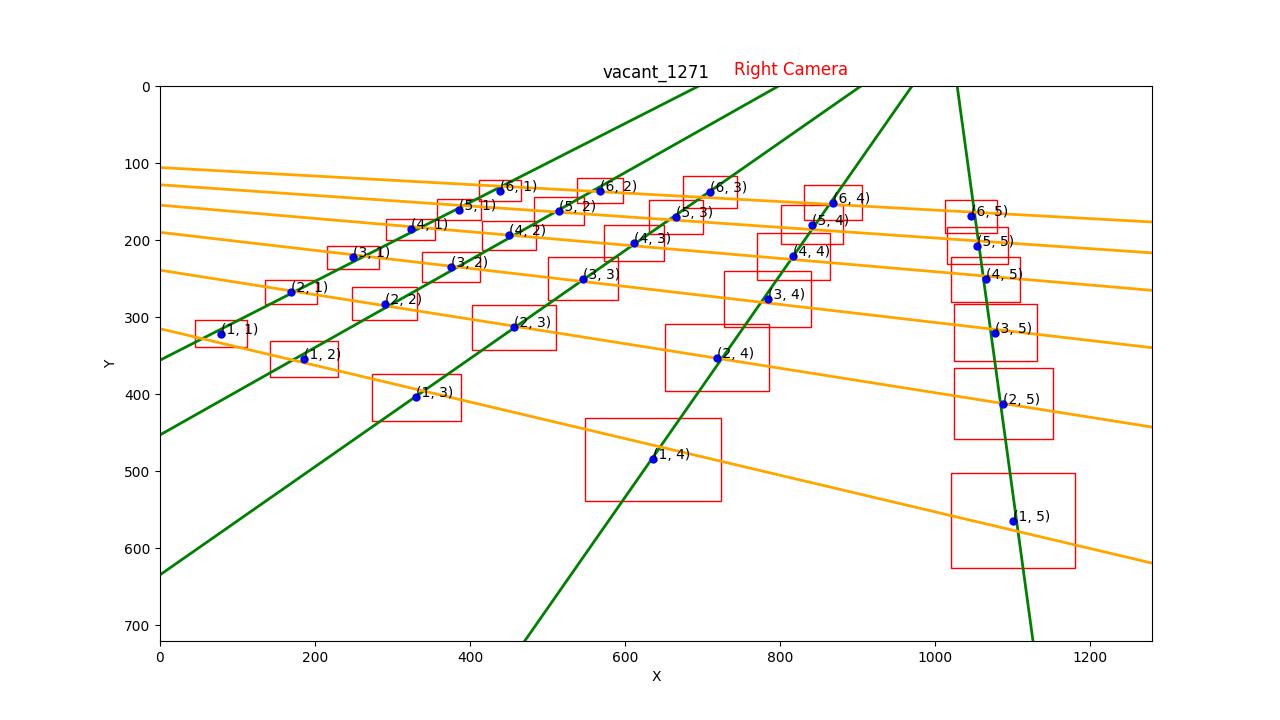 vacant_1271 Right Camera
0
100
200
300
400
500
600
700
Y
(6, 1) (6, 2) (6, 3) (6, 4) (6, 5)
(5, 1) (5, 2) (5, 3) (5, 4) (5, 5)
(4, 1) (4, 2) (4, 3) (4, 4) (4, 5)
(3, 1) (3, 2) (3, 3) (3, 4) (3, 5)
(2, 1) (2, 2) (2, 3) (2, 4) (2, 5)
(1, 1) (1, 2) (1, 3) (1, 4) (1, 5)
0 200 400 600 800 1000 1200
X